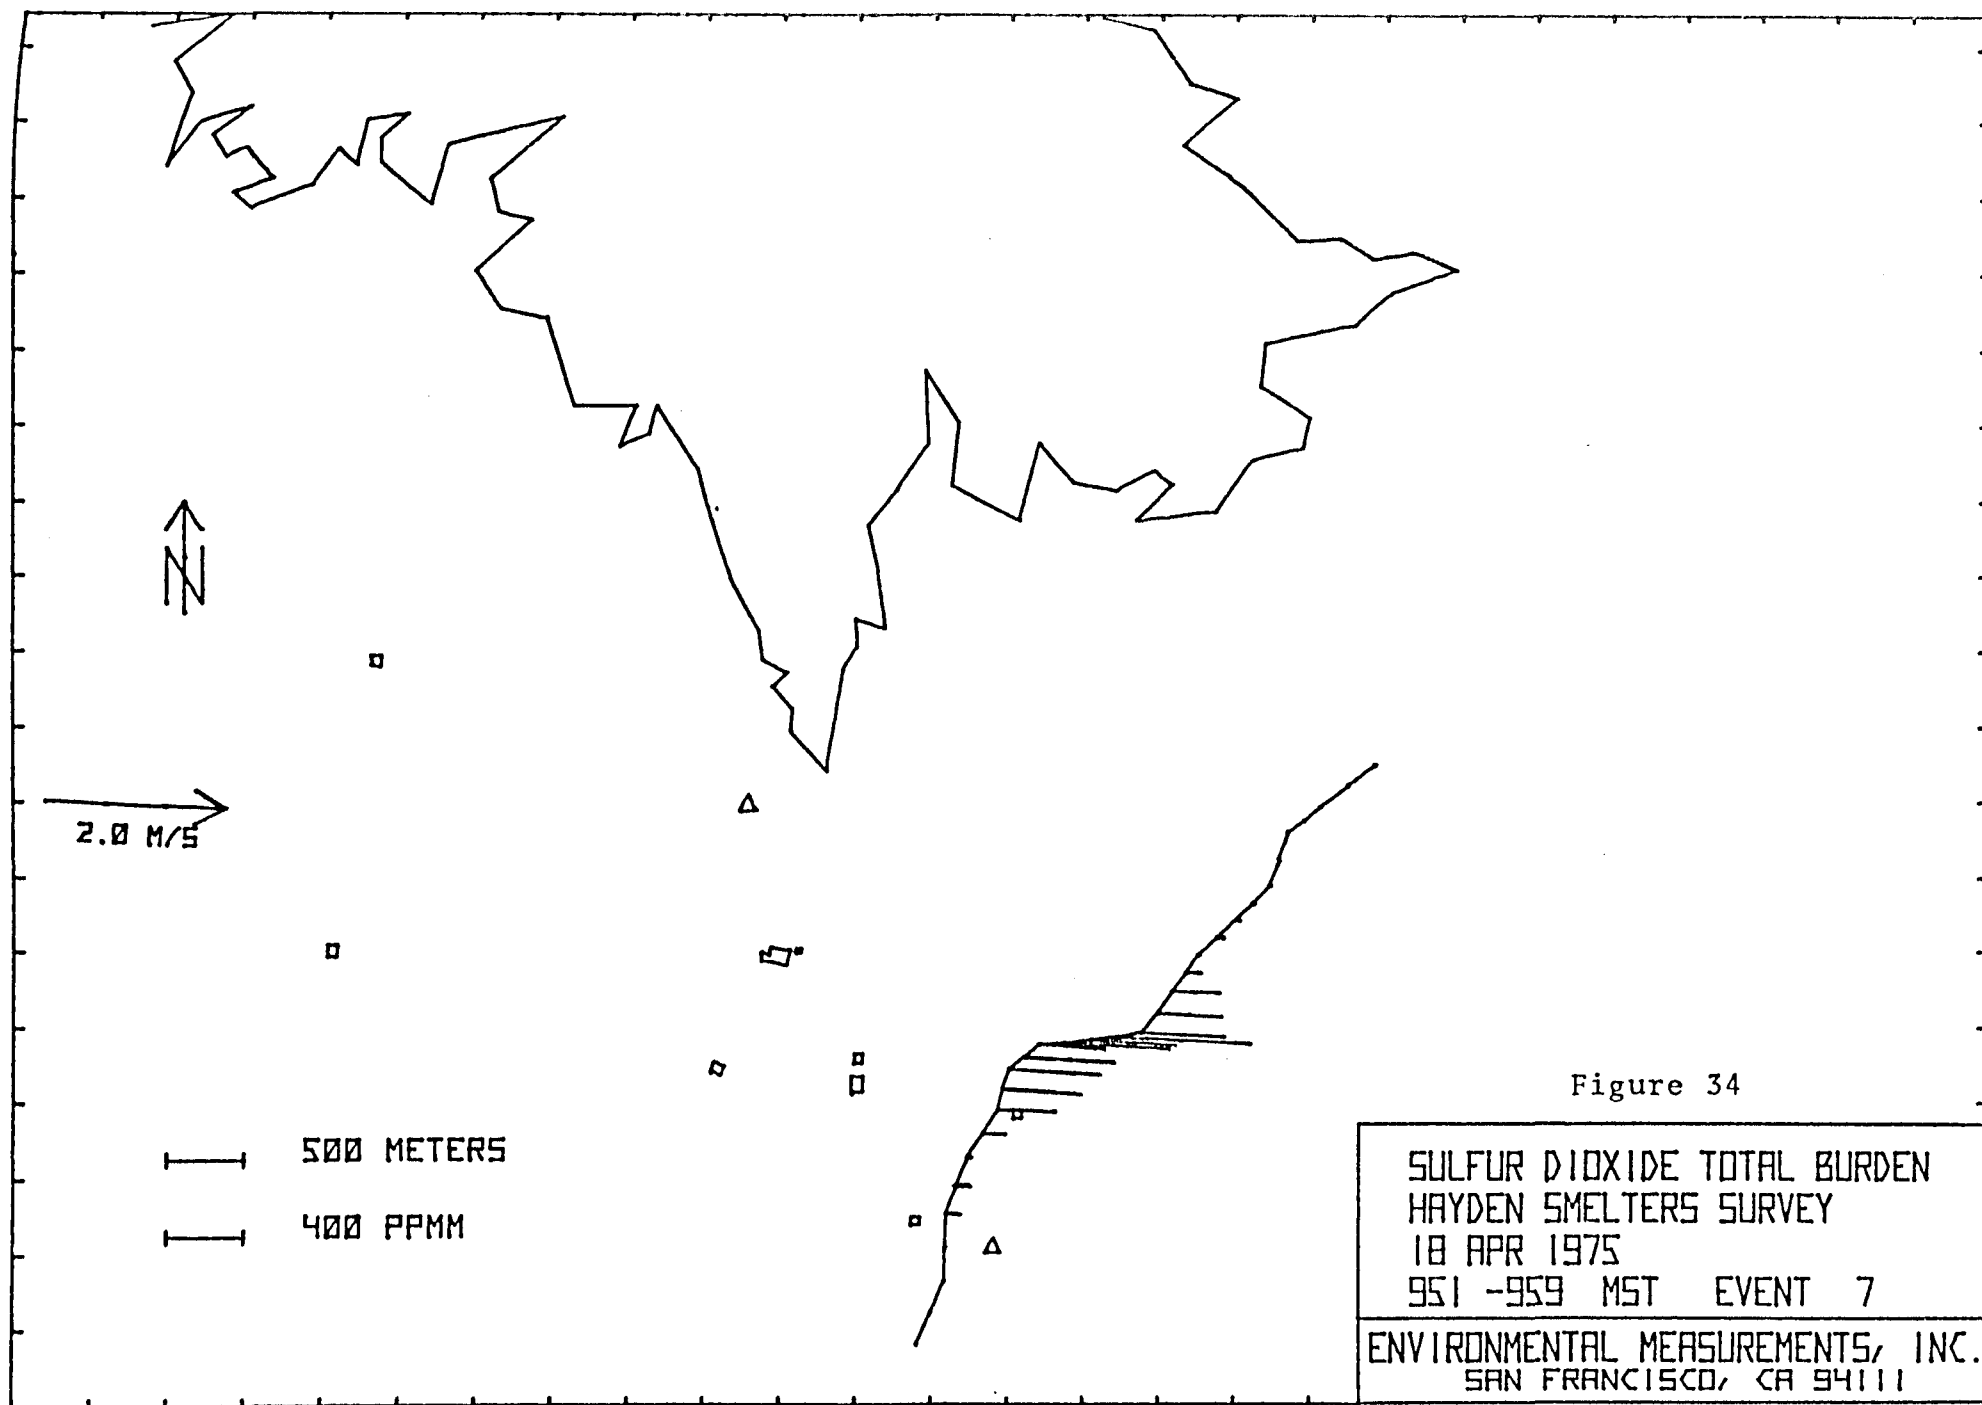 N
2.0 M/S
500 METERS
400 PPMM
Figure 34
SULFUR DIOXIDE TOTAL BURDEN
HAYDEN SMELTERS SURVEY
18 APR 1975
951 -959 MST EVENT 7
ENVIRONMENTAL MEASUREMENTS, INC.
SAN FRANCISCO, CA 94111